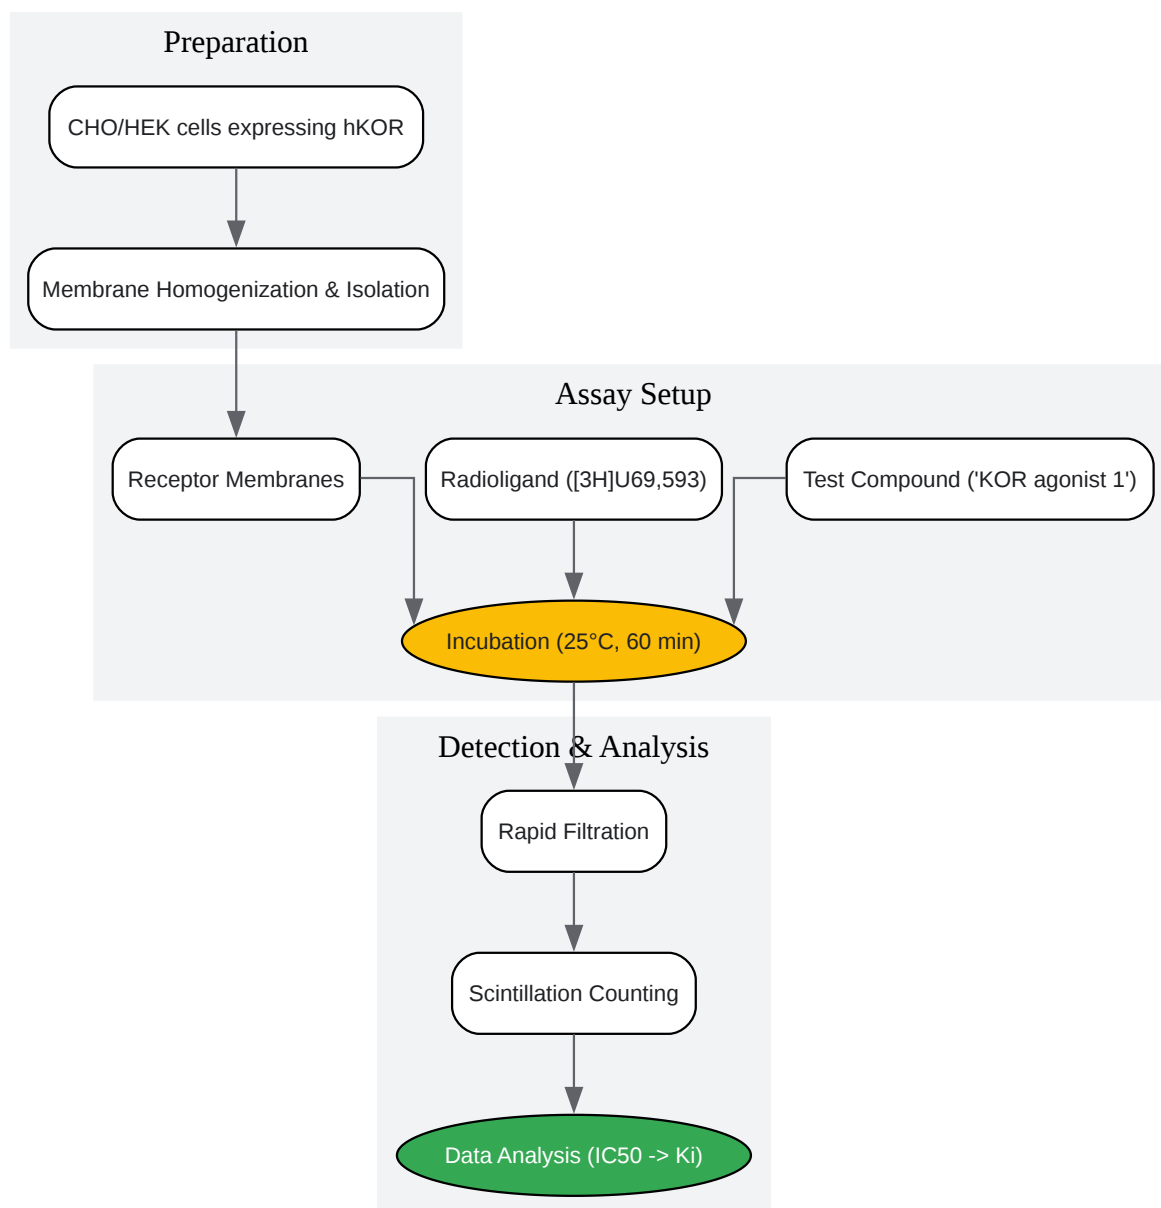 Preparation
CHO/HEK cells expressing hKOR
Membrane Homogenization & Isolation
Assay Setup
Receptor Membranes
Radioligand ([3H]U69,593)
Test Compound ('KOR agonist 1')
Incubation (25°C, 60 min)
Detection & Analysis
Rapid Filtration
Scintillation Counting
Data Analysis (IC50 -> Ki)